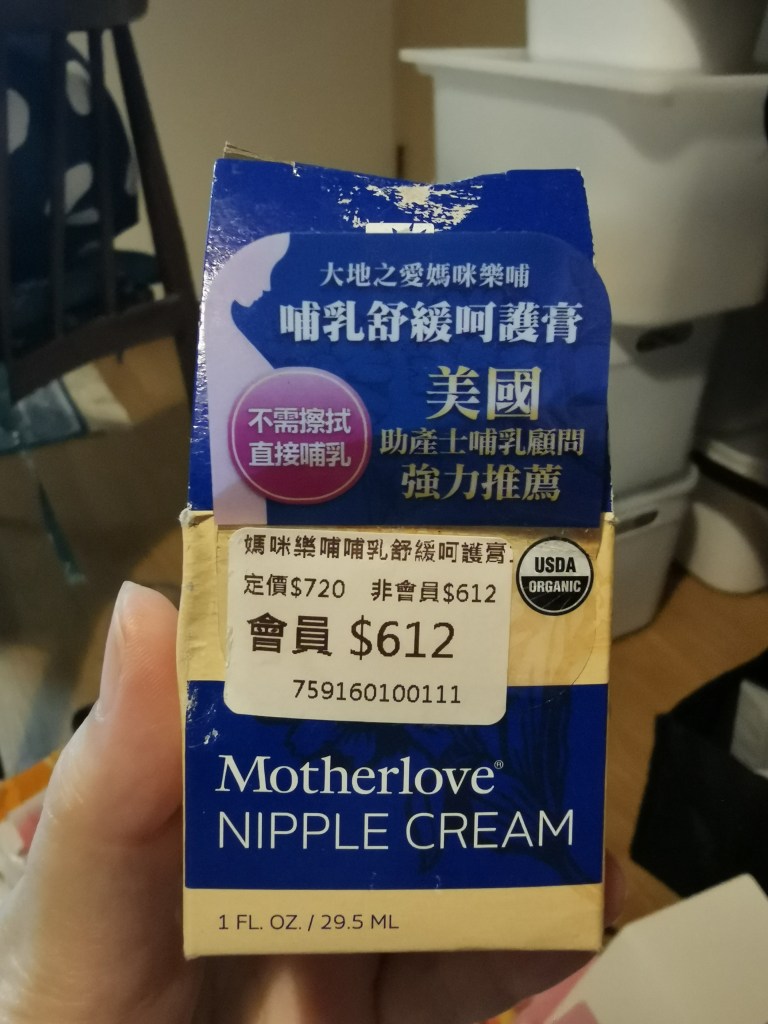 大地之愛媽咪樂哺
哺乳舒緩呵護膏
美國
助產士哺乳顧問
強力推薦
不需擦拭
直接哺乳
媽咪樂哺哺乳舒緩呵護膏
定價$720 非會員$612
會員 $612
759160100111
USDA
ORGANIC
Motherlove®
NIPPLE CREAM
1 FL. OZ. / 29.5 ML